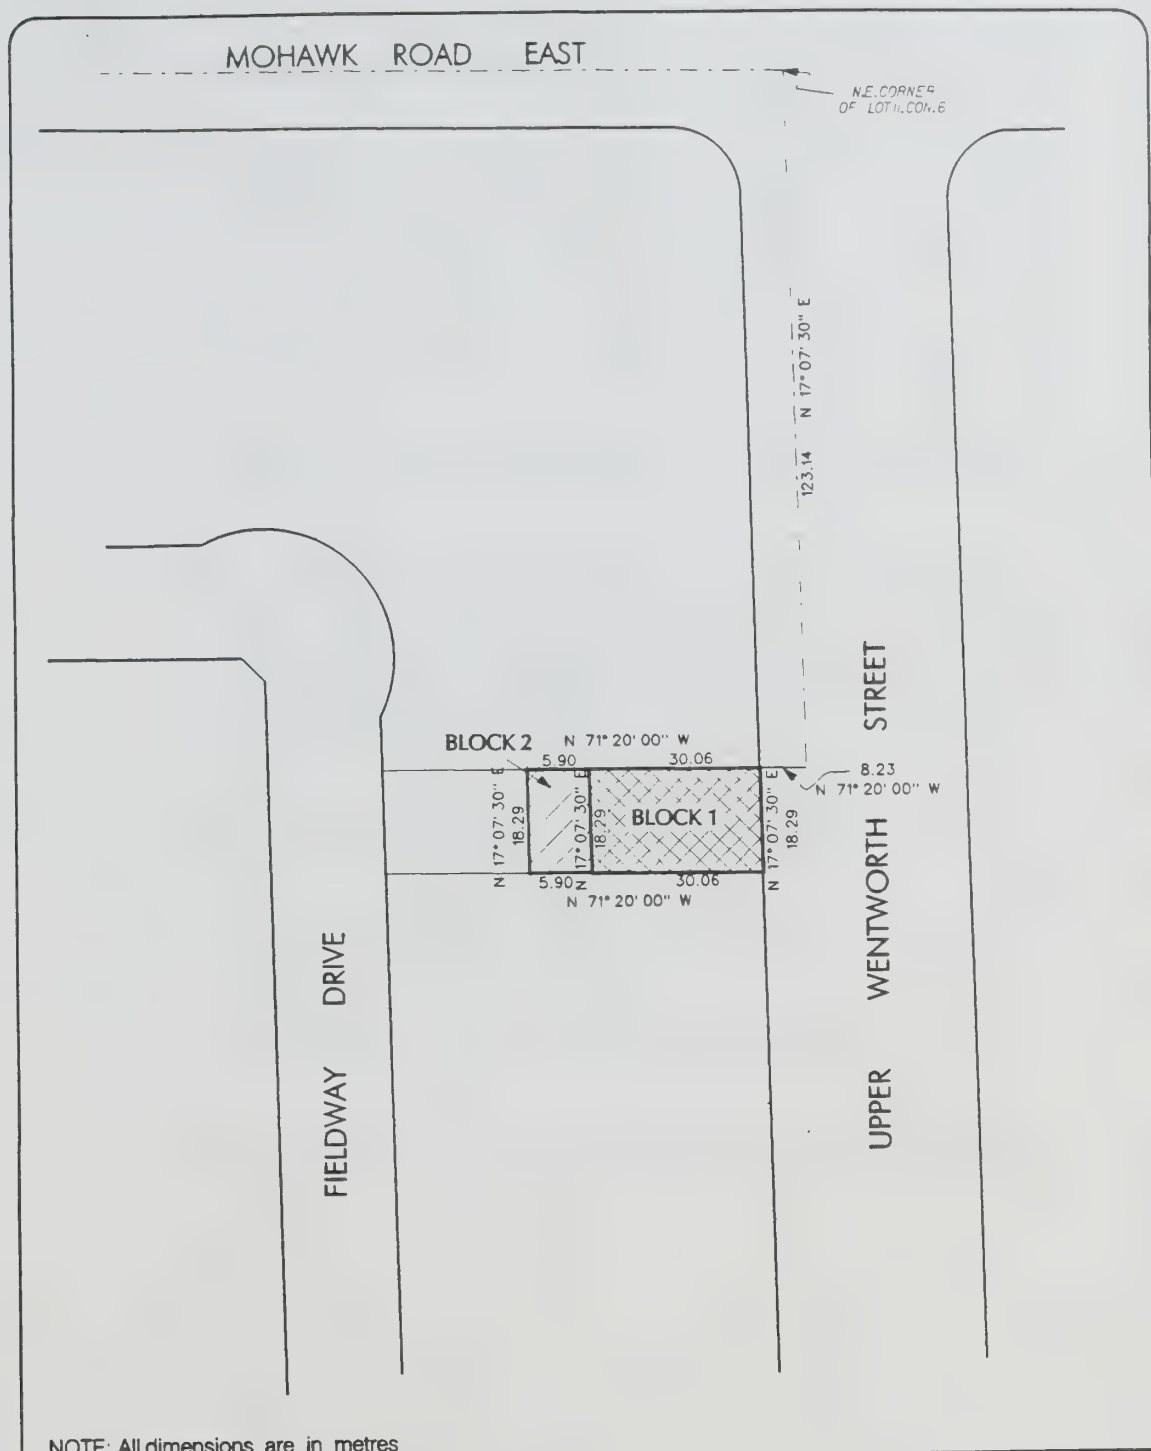 MOHAWK ROAD EAST
N.E. CORNER
OF LOT 11, CON. 6
123.14 N 17° 07' 30" E
UPPER WENTWORTH STREET
BLOCK 2
N 71° 20' 00" W
5.90
30.06
8.23
N 71° 20' 00" W
N 17° 07' 30" E
18.29
N 17° 07' 30" E
18.29
BLOCK 1
N 17° 07' 30" E
18.29
5.90
30.06
N 71° 20' 00" W
FIELDWAY DRIVE
NOTE: All dimensions are in metres